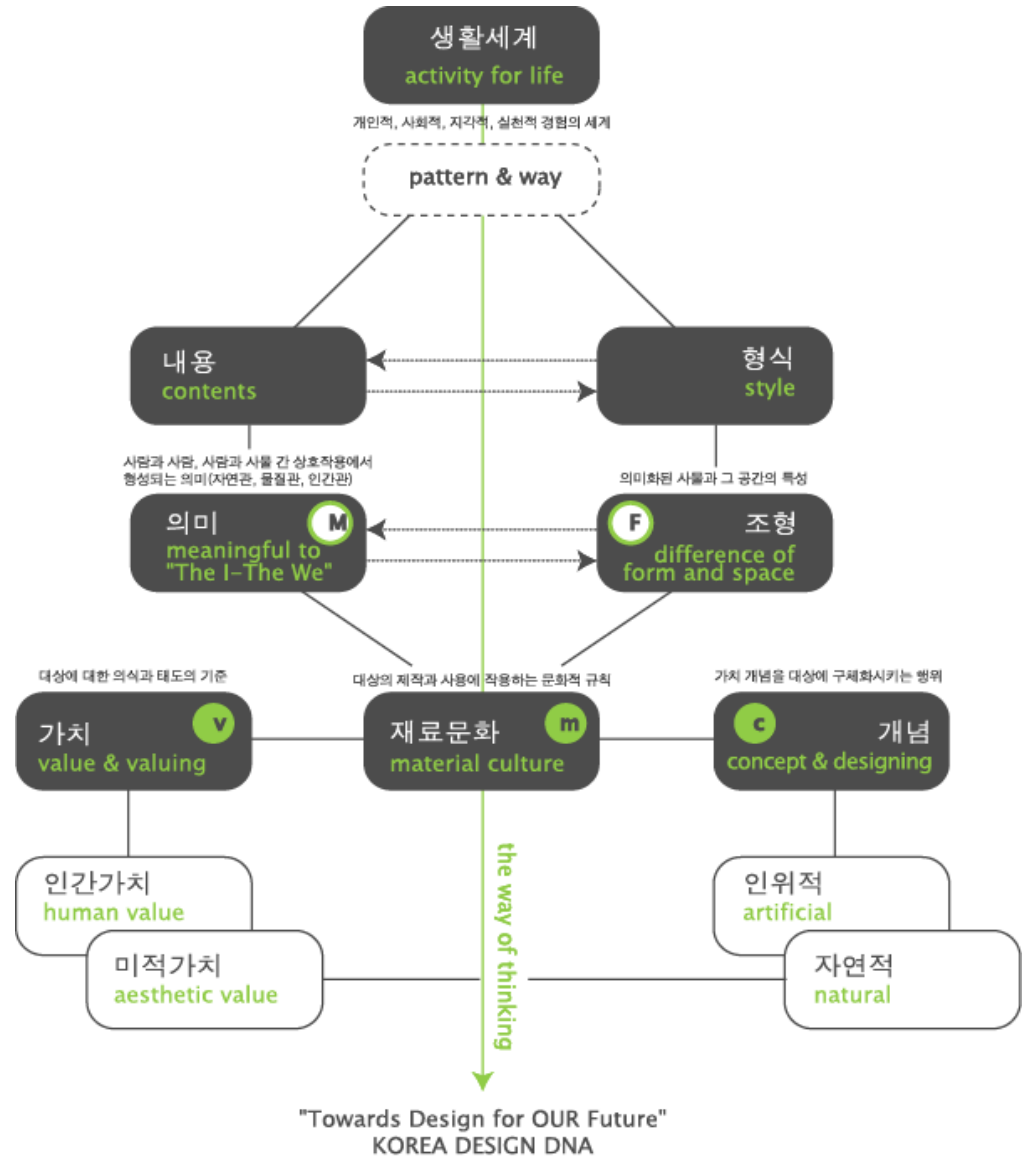 생활세계
activity for life
개인적, 사회적, 지각적, 실천적 경험의 세계
pattern & way
내용
contents
형식
style
사람과 사람, 사람과 사물 간 상호작용에서
형성되는 의미(자연관, 물질관, 인간관)
의미화된 사물과 그 공간의 특성
의미
M
meaningful to
"The I-The We"
F
조형
difference of
form and space
대상에 대한 의식과 태도의 기준
대상의 제작과 사용에 작용하는 문화적 규칙
가치 개념을 대상에 구체화시키는 행위
가치
v
value & valuing
재료문화
m
material culture
c
개념
concept & designing
인간가치
human value
미적가치
aesthetic value
the way of thinking
인위적
artificial
자연적
natural
"Towards Design for OUR Future"
KOREA DESIGN DNA